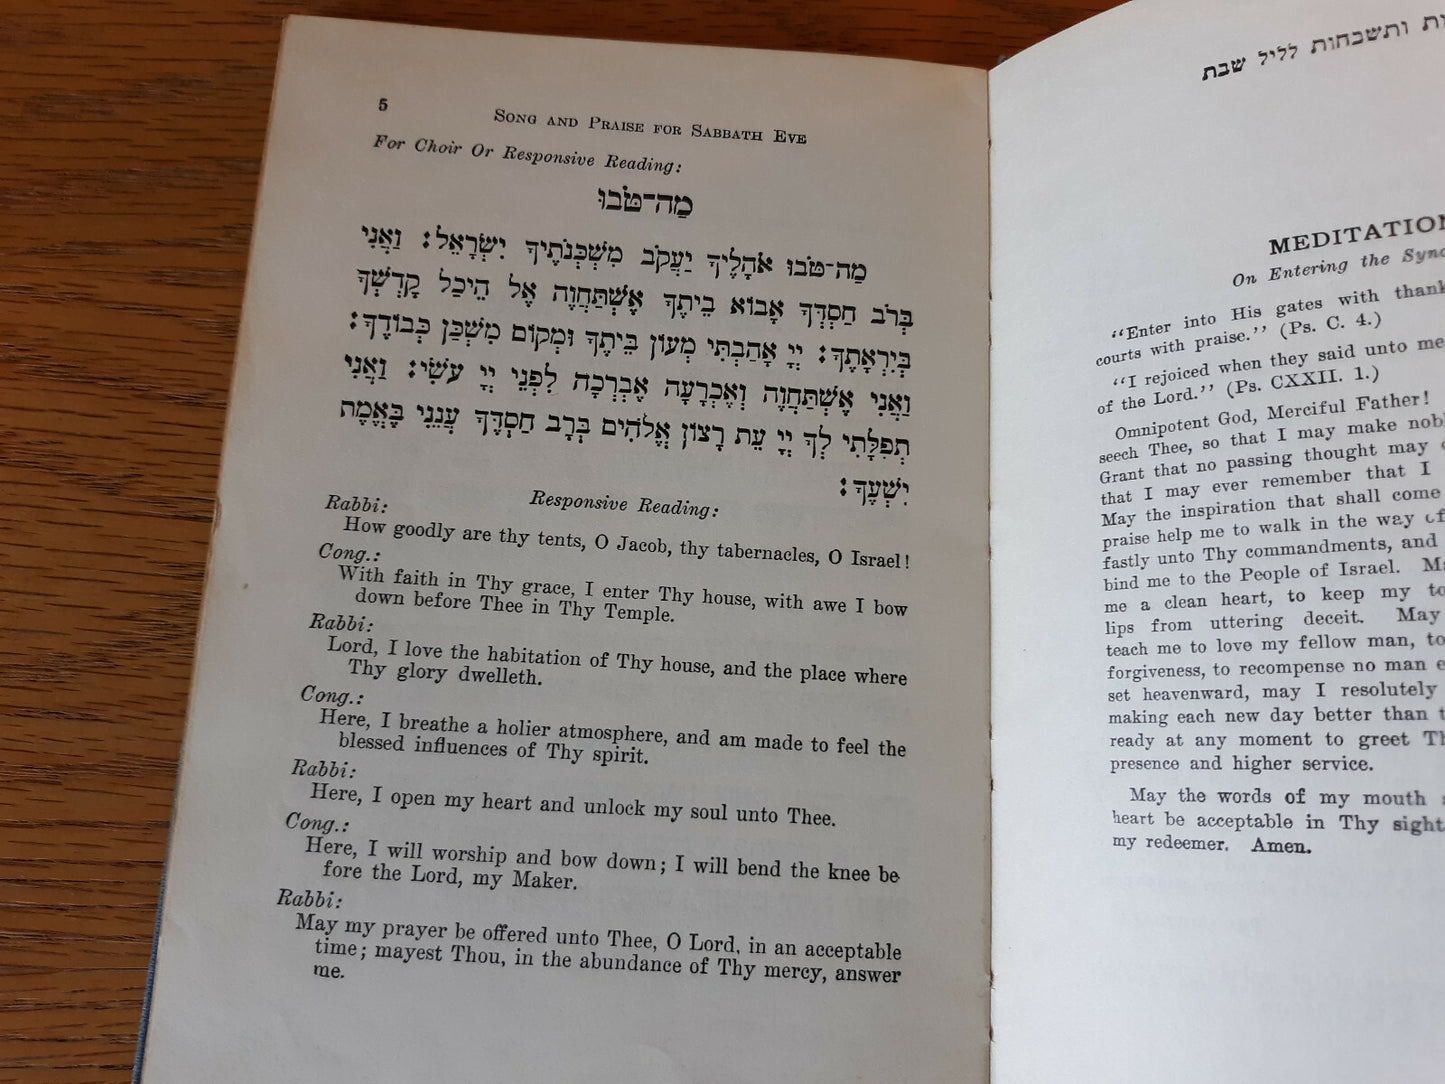 5
SONG AND PRAISE FOR SABBATH EVE
For Choir Or Responsive Reading:
מַה־טֹּבוּ
מַה־טֹּבוּ אֹהָלֶיךָ יַעֲקֹב מִשְׁכְּנֹתֶיךָ יִשְׂרָאֵל: וַאֲנִי
בְּרֹב חַסְדְּךָ אָבוֹא בֵיתֶךָ אֶשְׁתַּחֲוֶה אֶל הֵיכַל קָדְשְׁךָ
בְּיִרְאָתֶךָ: יְיָ אָהַבְתִּי מְעוֹן בֵּיתֶךָ וּמְקוֹם מִשְׁכַּן כְּבוֹדֶךָ:
וַאֲנִי אֶשְׁתַּחֲוֶה וְאֶכְרָעָה אֶבְרְכָה לִפְנֵי יְיָ עֹשִׂי: וַאֲנִי
תְפִלָּתִי לְךָ יְיָ עֵת רָצוֹן אֱלֹהִים בְּרָב חַסְדֶּךָ עֲנֵנִי בֶּאֱמֶת
יִשְׁעֶךָ:
Responsive Reading:
Rabbi:
How goodly are thy tents, O Jacob, thy tabernacles, O Israel!
Cong.:
With faith in Thy grace, I enter Thy house, with awe I bow
down before Thee in Thy Temple.
Rabbi:
Lord, I love the habitation of Thy house, and the place where
Thy glory dwelleth.
Cong.:
Here, I breathe a holier atmosphere, and am made to feel the
blessed influences of Thy spirit.
Rabbi:
Here, I open my heart and unlock my soul unto Thee.
Cong.:
Here, I will worship and bow down; I will bend the knee be
fore the Lord, my Maker.
Rabbi:
May my prayer be offered unto Thee, O Lord, in an acceptable
time; mayest Thou, in the abundance of Thy mercy, answer
me.
ותשבחות לליל שבת
MEDITATION
On Entering the
"Enter into His gates with
courts with praise." (Ps. C. 4.)
"I rejoiced when they said unto me
of the Lord." (Ps. CXXII. 1.)
Omnipotent God, Merciful Father!
seech Thee, so that I may make
Grant that no passing thought may
that I may ever remember that I
May the inspiration that shall come
praise help me to walk in the way of
fastly unto Thy commandments, and
bind me to the People of Israel.
me a clean heart, to keep my
lips from uttering deceit. May
teach me to love my fellow man,
forgiveness, to recompense no man
set heavenward, may I resolutely
making each new day better than
ready at any moment to greet
presence and higher service.
May the words of my mouth
heart be acceptable in Thy sight
my redeemer. Amen.